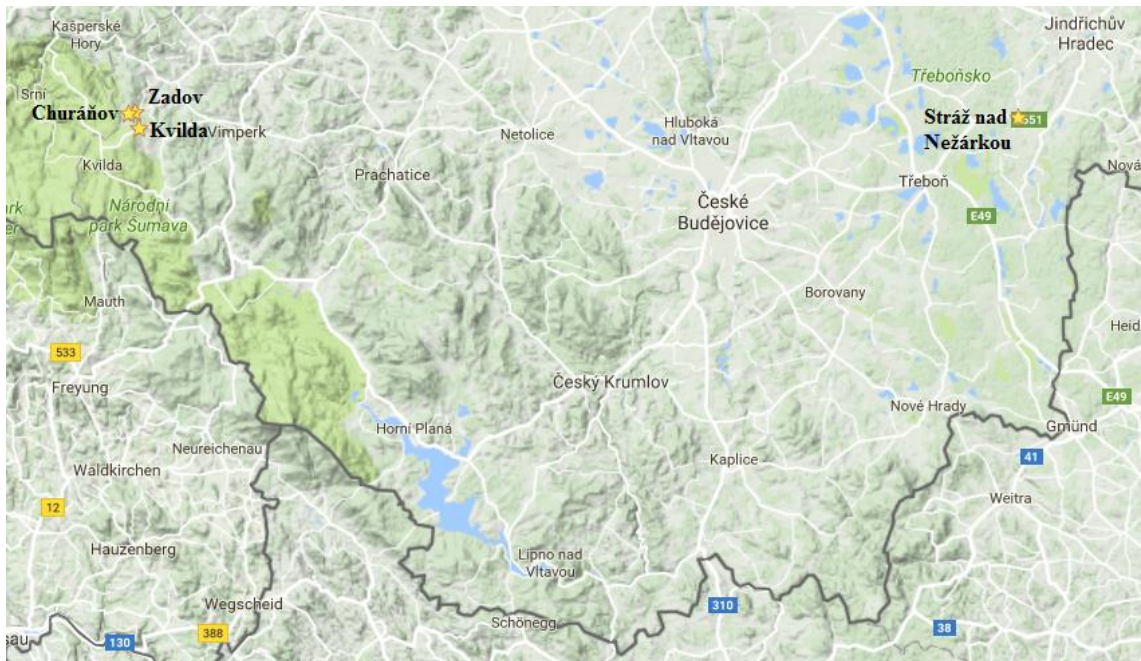 Kašperské
Hory
Jindřichův
Hradec
Srní
Zadov
Churáňov
Kvilda
Vimperk
Netolice
Hluboká
nad Vltavou
Třeboňsko
Stráž nad
Nežárkou
551
Kvilda
Prachatice
Třeboň
Nová
České
Budějovice
E49
Národní
park Šumava
ark
Mauth
Borovany
Heid
533
Freyung
Český Krumlov
Nové Hrady
E49
Gmünd
Horní Planá
Neureichenau
Waldkirchen
Kaplice
41
Weitra
12
Hauzenberg
Lipno nad
Vltavou
Wegscheid
310
Schönegg
38
sau
130
388